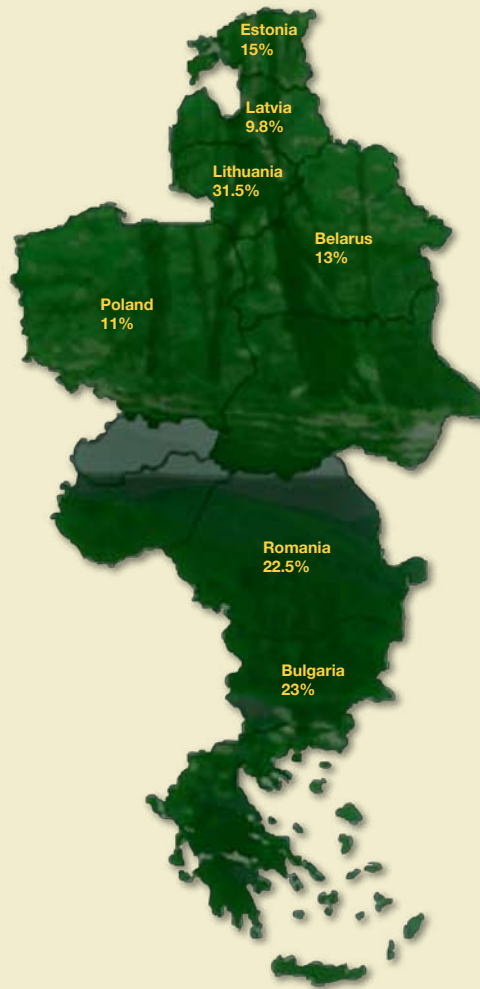 Estonia
15%
Latvia
9.8%
Lithuania
31.5%
Belarus
13%
Poland
11%
Romania
22.5%
Bulgaria
23%